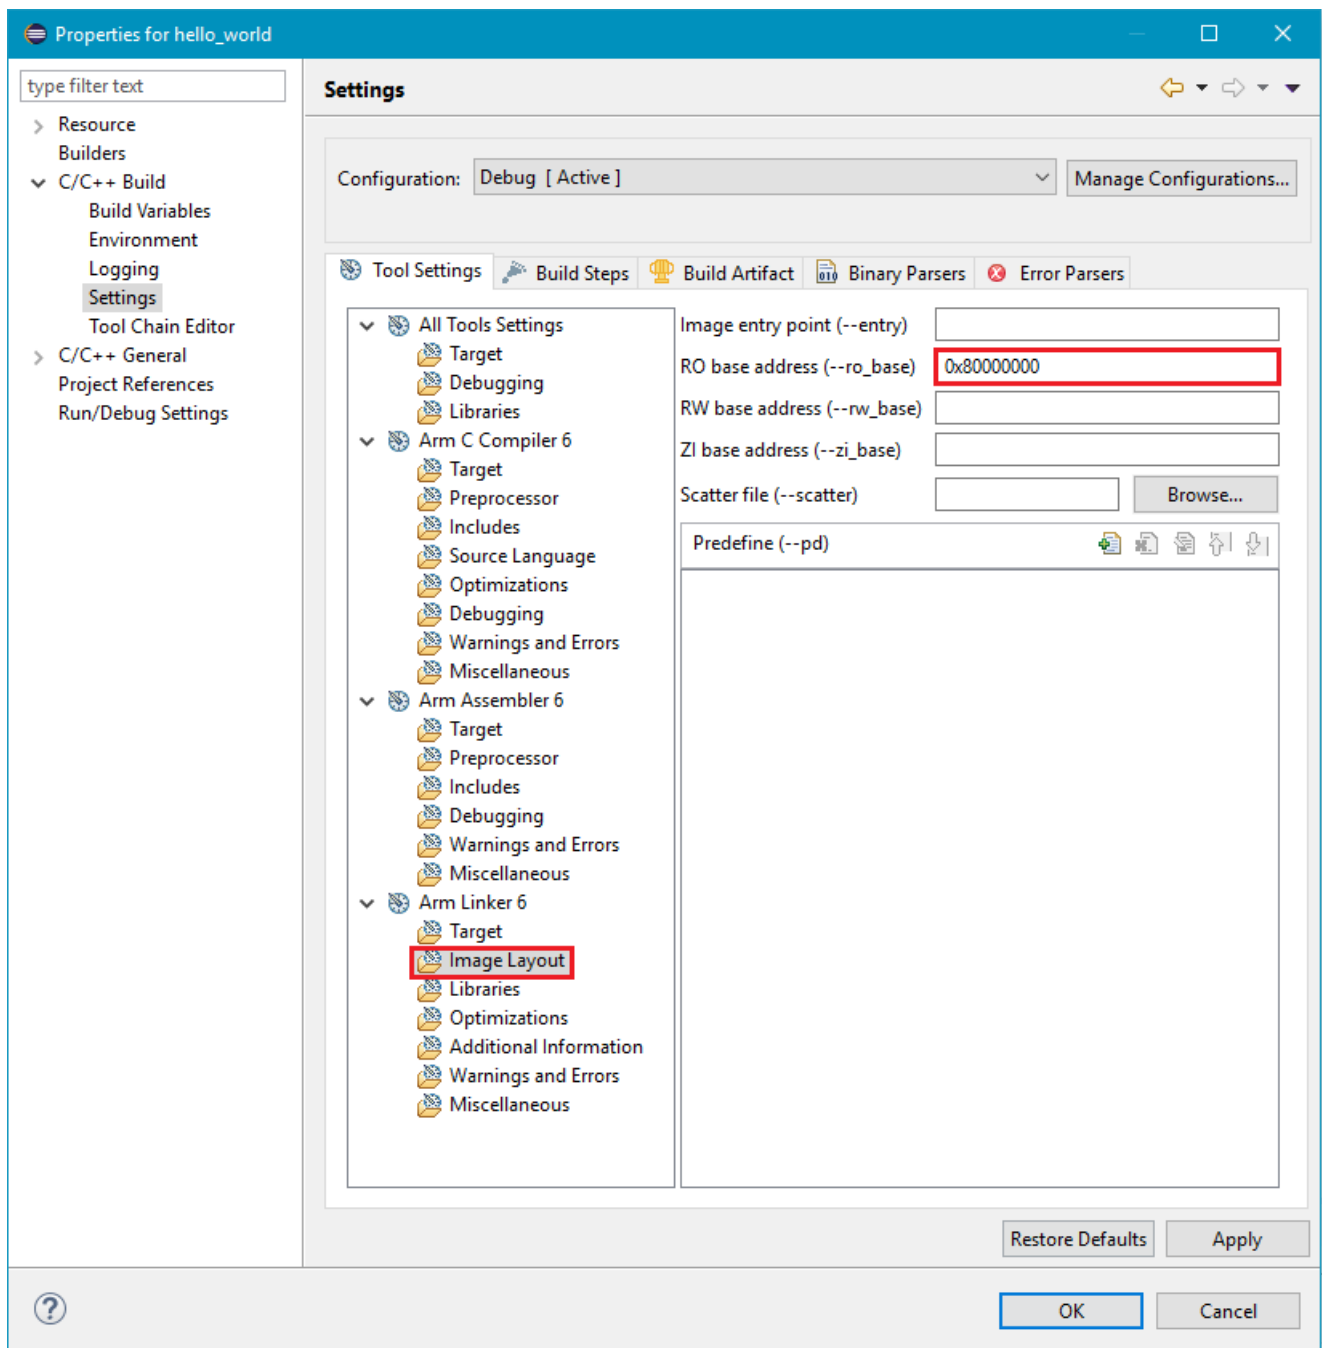 Properties for hello_world
type filter text
Resource
Builders
C/C++ Build
Build Variables
Environment
Logging
Settings
Tool Chain Editor
C/C++ General
Project References
Run/Debug Settings
Settings
Configuration: Debug [ Active ] Manage Configurations...
Tool Settings Build Steps Build Artifact Binary Parsers Error Parsers
All Tools Settings
Target
Debugging
Libraries
Arm C Compiler 6
Target
Preprocessor
Includes
Source Language
Optimizations
Debugging
Warnings and Errors
Miscellaneous
Arm Assembler 6
Target
Preprocessor
Includes
Debugging
Warnings and Errors
Miscellaneous
Arm Linker 6
Target
Image Layout
Libraries
Optimizations
Additional Information
Warnings and Errors
Miscellaneous
Image entry point (--entry)
RO base address (--ro_base) 0x80000000
RW base address (--rw_base)
ZI base address (--zi_base)
Scatter file (--scatter) Browse...
Predefine (--pd)
Restore Defaults Apply
OK Cancel